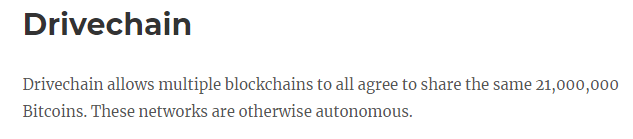 Drivechain
Drivechain allows multiple blockchains to all agree to share the same 21,000,000
Bitcoins. These networks are otherwise autonomous.